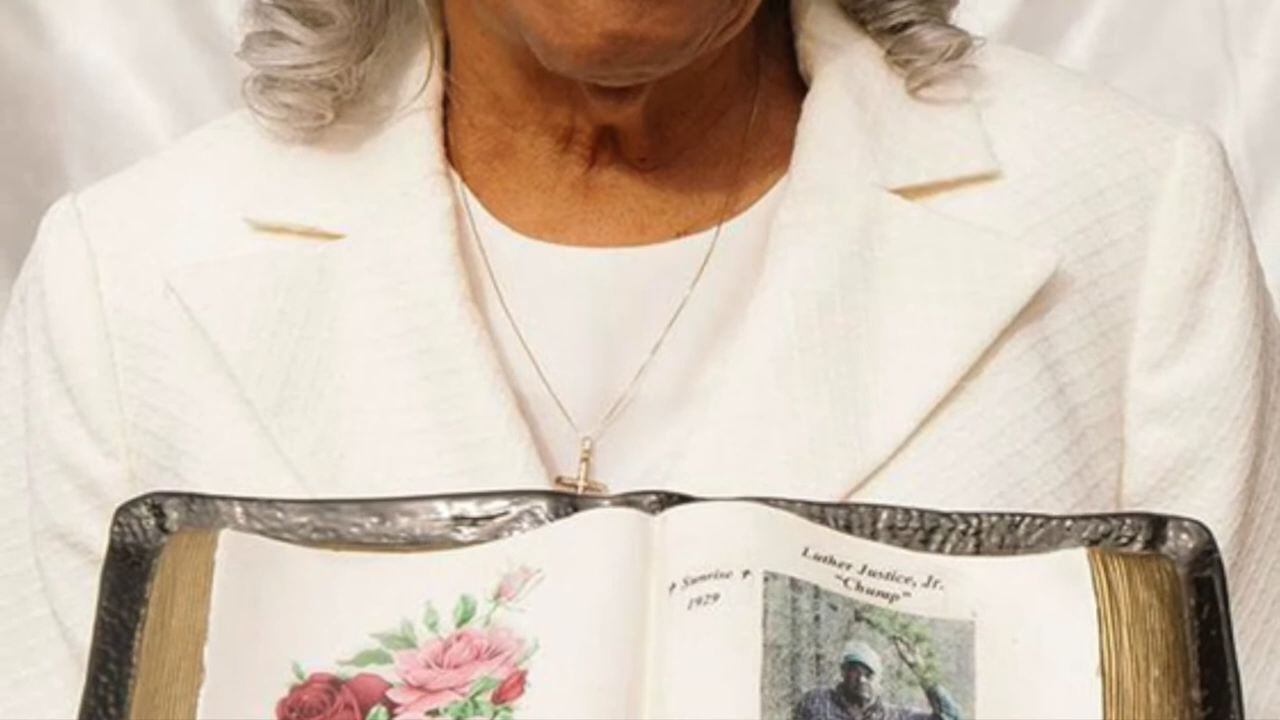 Luther Justice, Jr.
"Chump"
✝ Sunrise ✝
1929